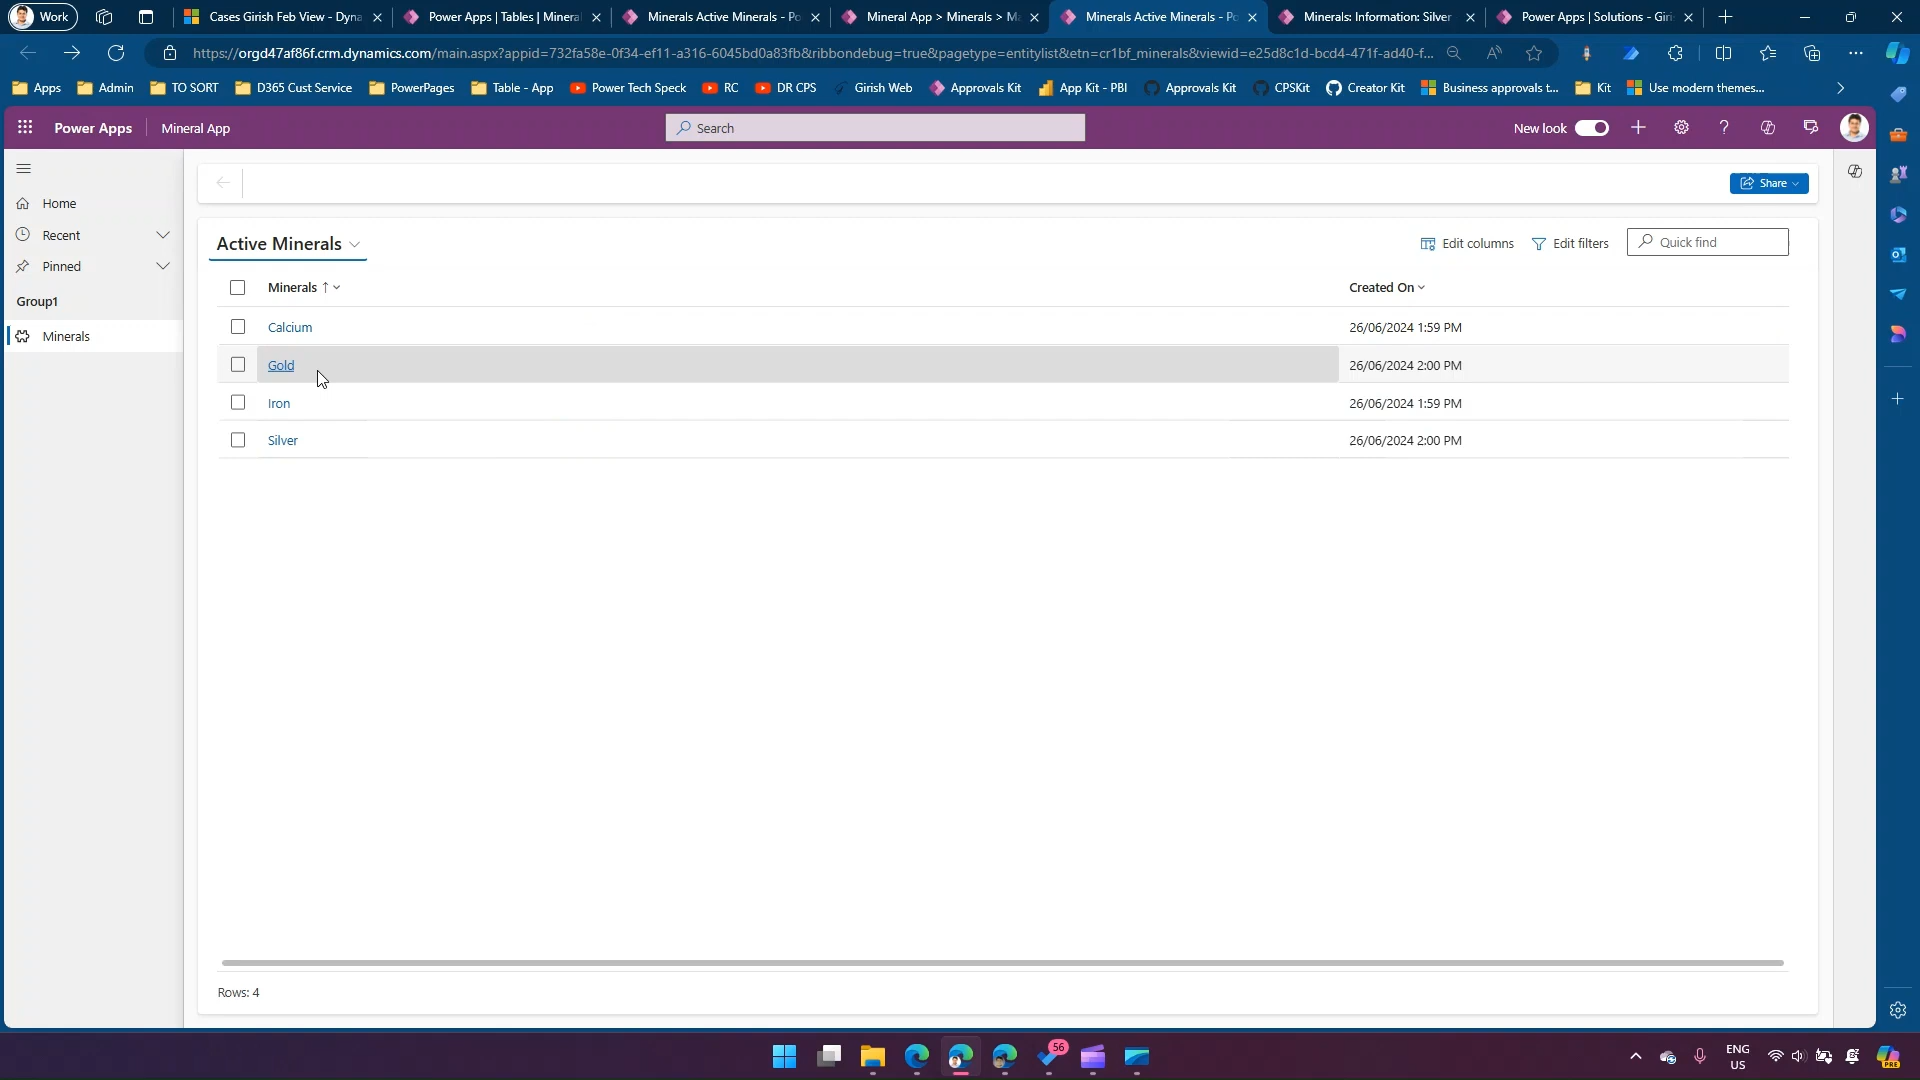 Work
Cases Girish Feb View - Dyna
Power Apps | Tables | Mineral
Minerals Active Minerals - Po
Mineral App > Minerals > M
Minerals Active Minerals - Po
Minerals: Information: Silver
Power Apps | Solutions - Giri
https://orgd47af86f.crm.dynamics.com/main.aspx?appid=732fa58e-0f34-ef11-a316-6045bd0a83fb&ribbondebug=true&pagetype=entitylist&etn=cr1bf_minerals&viewid=e25d8c1d-bcd4-471f-ad40-f...
Apps
Admin
TO SORT
D365 Cust Service
PowerPages
Table - App
Power Tech Speck
RC
DR CPS
Girish Web
Approvals Kit
App Kit - PBI
Approvals Kit
CPSKit
Creator Kit
Business approvals t...
Kit
Use modern themes...
Power Apps
Mineral App
Search
New look
Home
Recent
Pinned
Group1
Minerals
Share
Active Minerals
Edit columns
Edit filters
Quick find
Minerals ↑
Created On
Calcium
26/06/2024 1:59 PM
Gold
26/06/2024 2:00 PM
Iron
26/06/2024 1:59 PM
Silver
26/06/2024 2:00 PM
Rows: 4
56
ENG
US
PRE